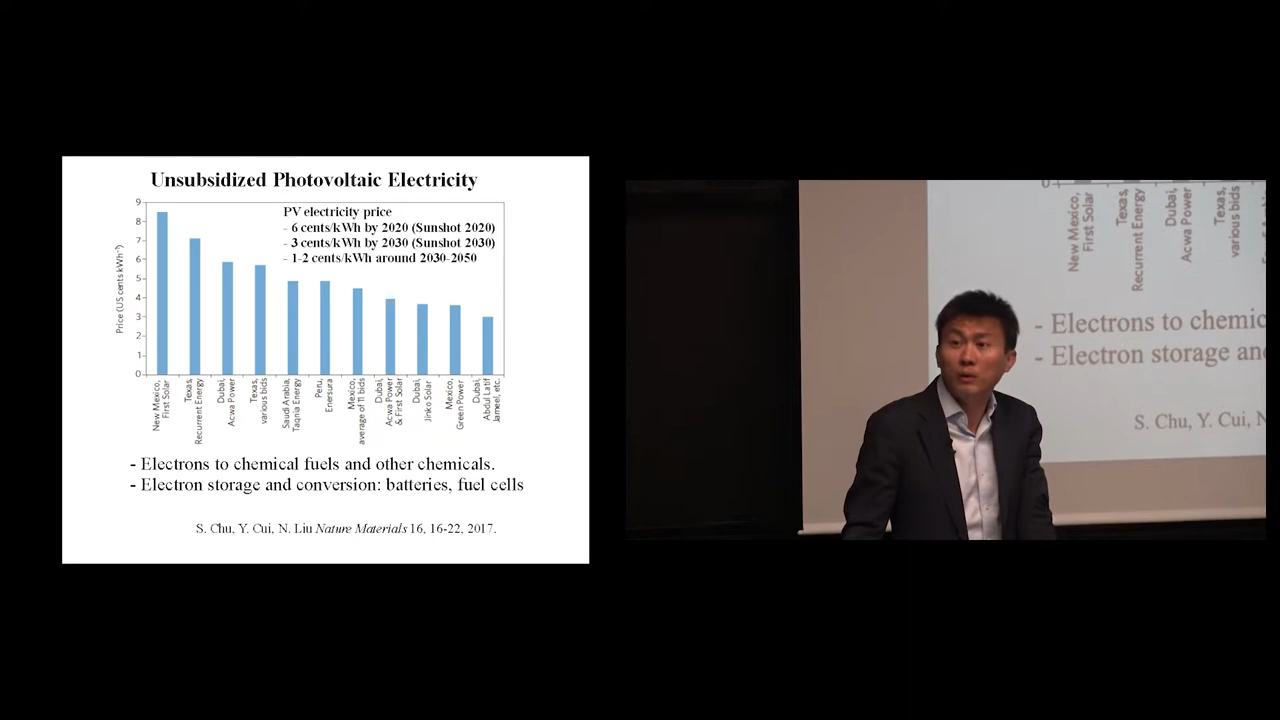 Unsubsidized Photovoltaic Electricity
PV electricity price
- 6 cents/kWh by 2020 (Sunshot 2020)
- 3 cents/kWh by 2030 (Sunshot 2030)
- 1-2 cents/kWh around 2030-2050
Price (US cents kWh⁻¹)
9
8
7
6
5
4
3
2
1
0
New Mexico,
First Solar
Texas,
Recurrent Energy
Dubai,
Acwa Power
Texas,
various bids
Saudi Arabia,
Taqnia Energy
Peru,
Enersura
Mexico,
average of 11 bids
Dubai,
Acwa Power
& First Solar
Dubai,
Jinko Solar
Mexico,
Green Power
Dubai,
Abdul Latif
Jameel, etc.
- Electrons to chemical fuels and other chemicals.
- Electron storage and conversion: batteries, fuel cells
S. Chu, Y. Cui, N. Liu Nature Materials 16, 16-22, 2017.
0
New Mexico,
First Solar
Texas,
Recurrent Energy
Dubai,
Acwa Power
Texas,
various bids
- Electrons to chemic
- Electron storage and
S. Chu, Y. Cui, N